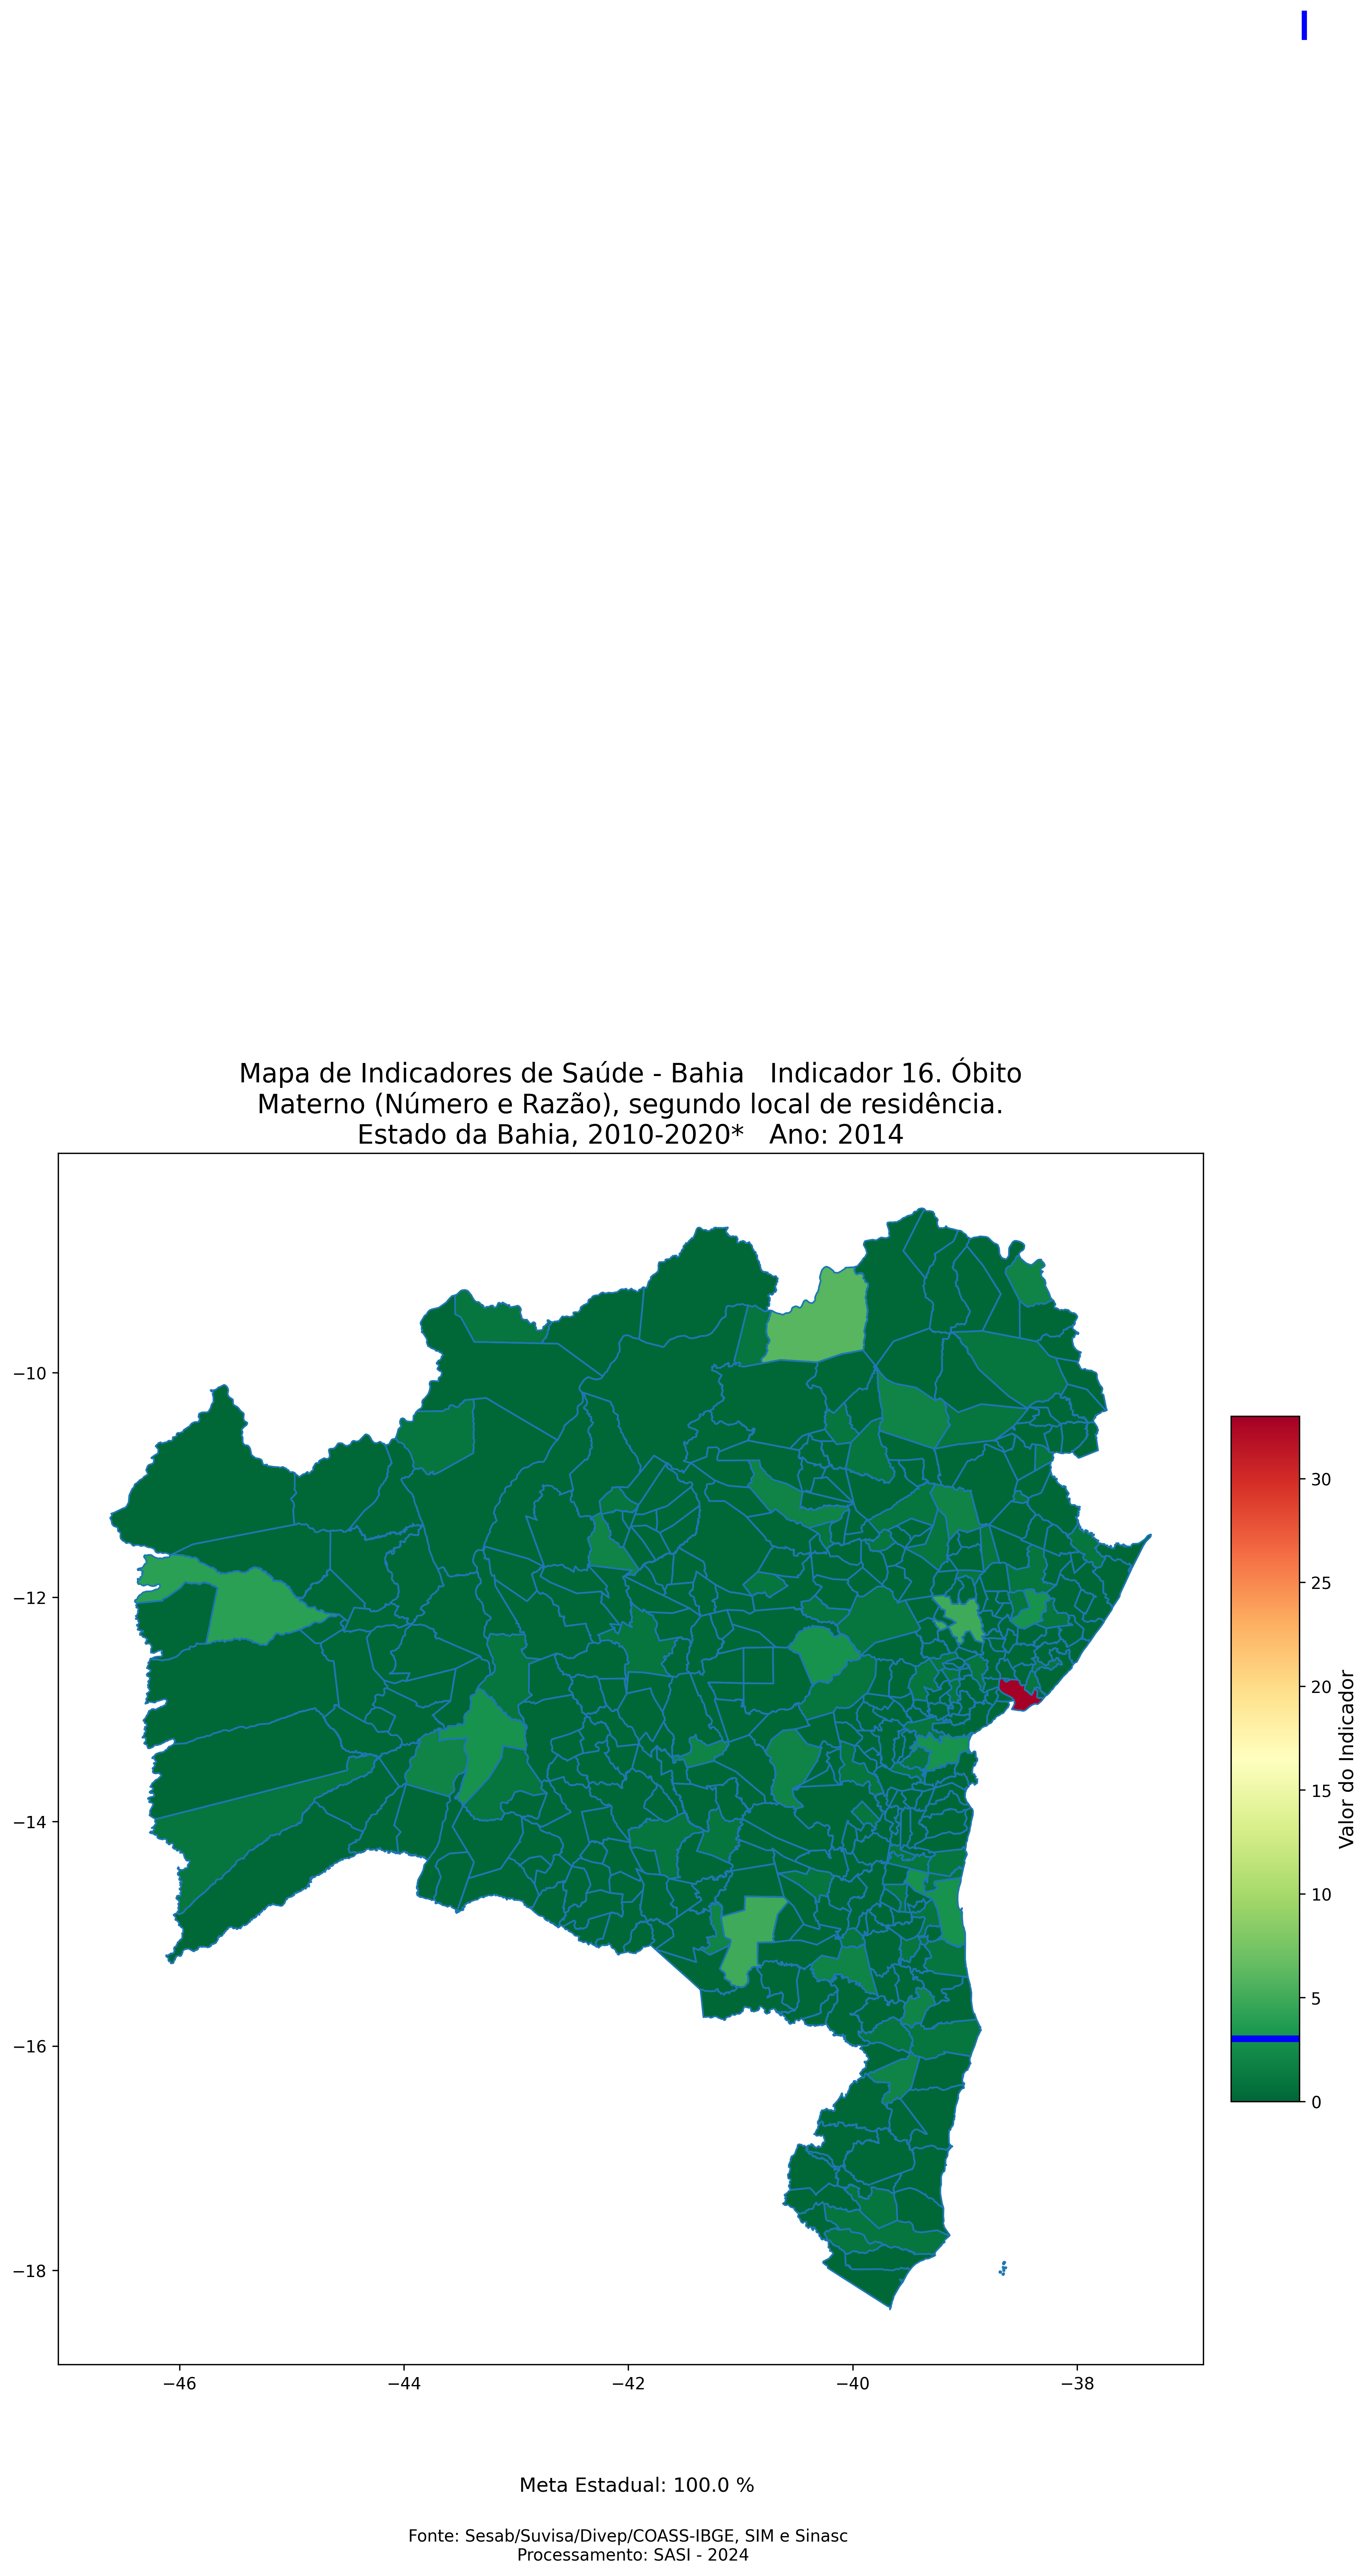 Mapa de Indicadores de Saúde - Bahia   Indicador 16. Óbito
Materno (Número e Razão), segundo local de residência.
Estado da Bahia, 2010-2020*   Ano: 2014
−10
−12
−14
−16
−18
−46
−44
−42
−40
−38
30
25
20
15
10
5
0
Valor do Indicador
Meta Estadual: 100.0 %
Fonte: Sesab/Suvisa/Divep/COASS-IBGE, SIM e Sinasc
Processamento: SASI - 2024